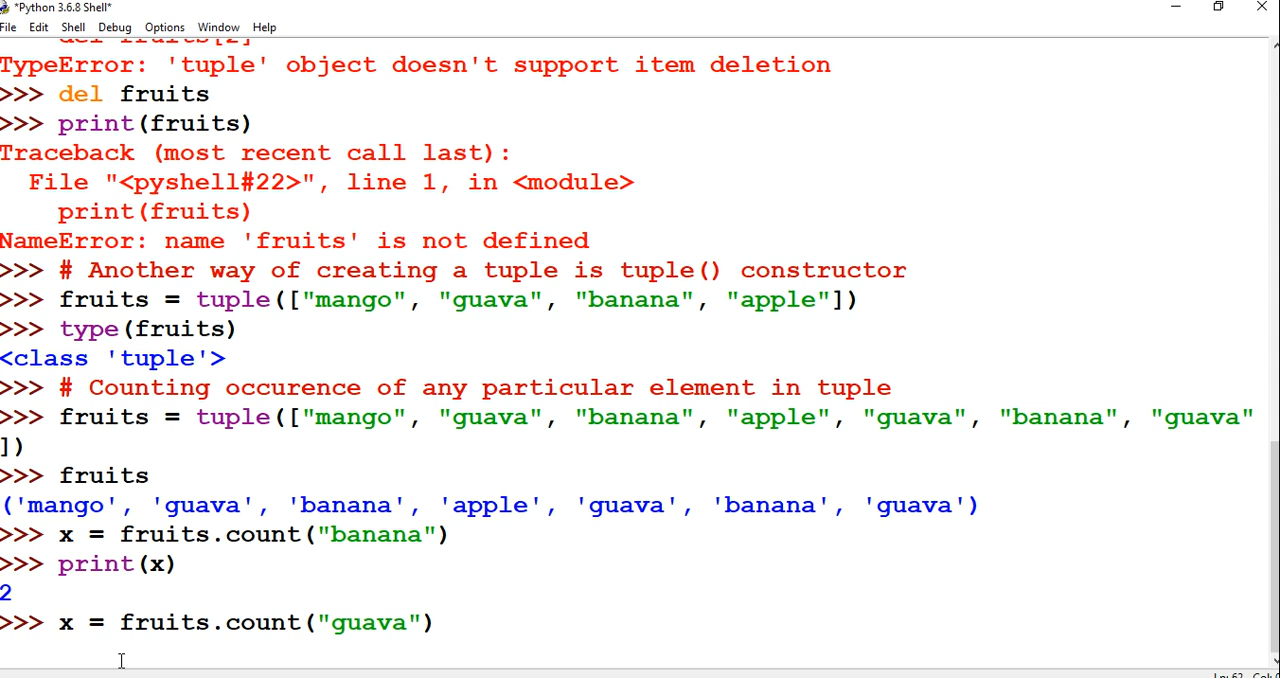 *Python 3.6.8 Shell*
File Edit Shell Debug Options Window Help
del fruits[2]
TypeError: 'tuple' object doesn't support item deletion
>>> del fruits
>>> print(fruits)
Traceback (most recent call last):
  File "<pyshell#22>", line 1, in <module>
    print(fruits)
NameError: name 'fruits' is not defined
>>> # Another way of creating a tuple is tuple() constructor
>>> fruits = tuple(["mango", "guava", "banana", "apple"])
>>> type(fruits)
<class 'tuple'>
>>> # Counting occurence of any particular element in tuple
>>> fruits = tuple(["mango", "guava", "banana", "apple", "guava", "banana", "guava"
])
>>> fruits
('mango', 'guava', 'banana', 'apple', 'guava', 'banana', 'guava')
>>> x = fruits.count("banana")
>>> print(x)
2
>>> x = fruits.count("guava")